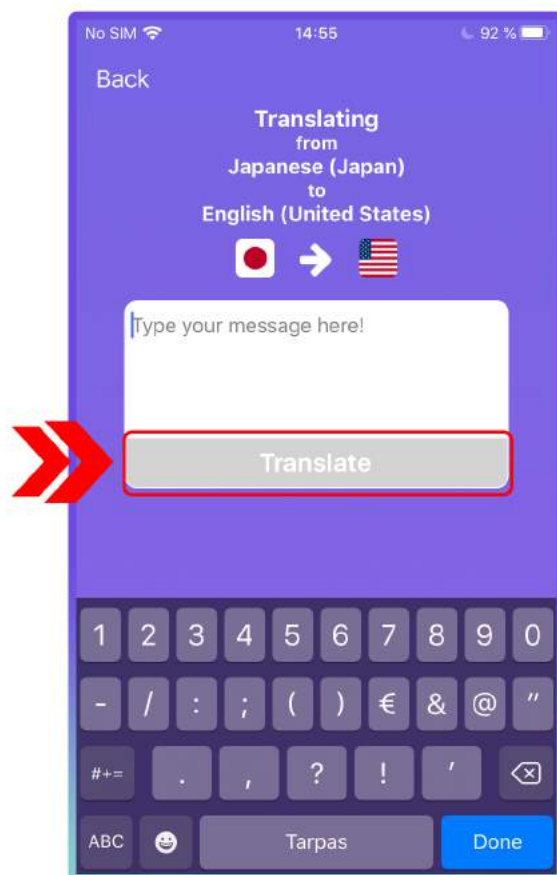 No SIM 14:55 92 %
Back
Translating
from
Japanese (Japan)
to
English (United States)
Type your message here!
Translate
1 2 3 4 5 6 7 8 9 0
- / : ; ( ) € & @ "
#+= . , ? ! '
ABC Tarpas Done